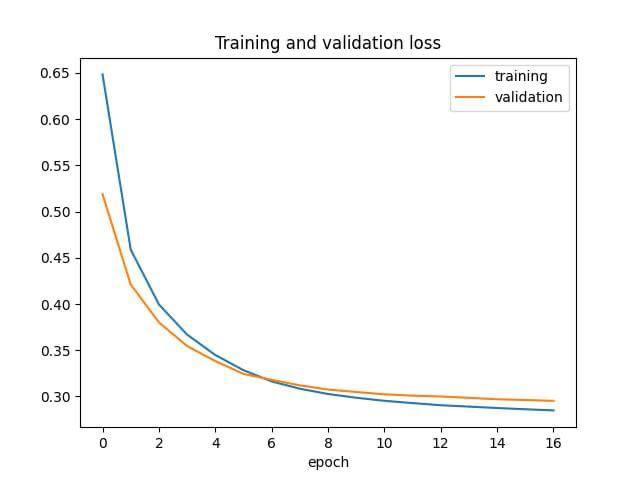 Training and validation loss
training
validation
0.65
0.60
0.55
0.50
0.45
0.40
0.35
0.30
0 2 4 6 8 10 12 14 16
epoch